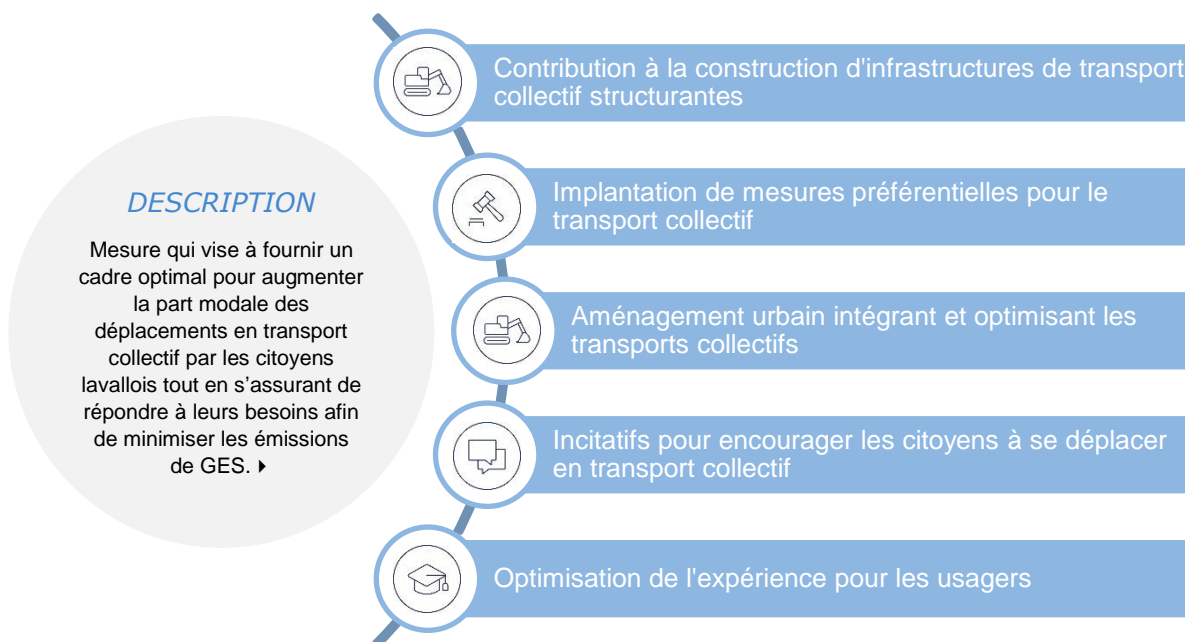 DESCRIPTION
Mesure qui vise à fournir un
cadre optimal pour augmenter
la part modale des
déplacements en transport
collectif par les citoyens
lavallois tout en s’assurant de
répondre à leurs besoins afin
de minimiser les émissions
de GES.
Contribution à la construction d'infrastructures de transport
collectif structurantes
Implantation de mesures préférentielles pour le
transport collectif
Aménagement urbain intégrant et optimisant les
transports collectifs
Incitatifs pour encourager les citoyens à se déplacer
en transport collectif
Optimisation de l'expérience pour les usagers